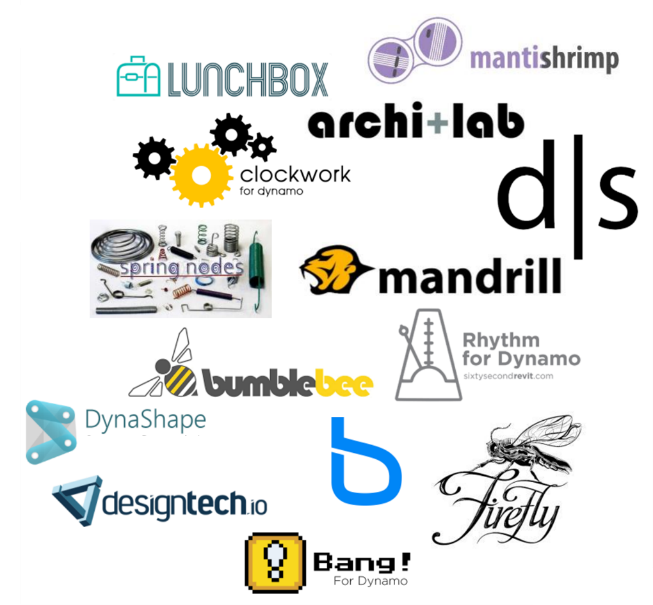 LUNCHBOX
mantishrimp
archi+lab
clockwork
for dynamo
d|s
spring nodes
mandrill
Rhythm
for Dynamo
sixtysecondrevit.com
bumblebee
DynaShape
b
designtech.io
Firefly
Bang!
For Dynamo